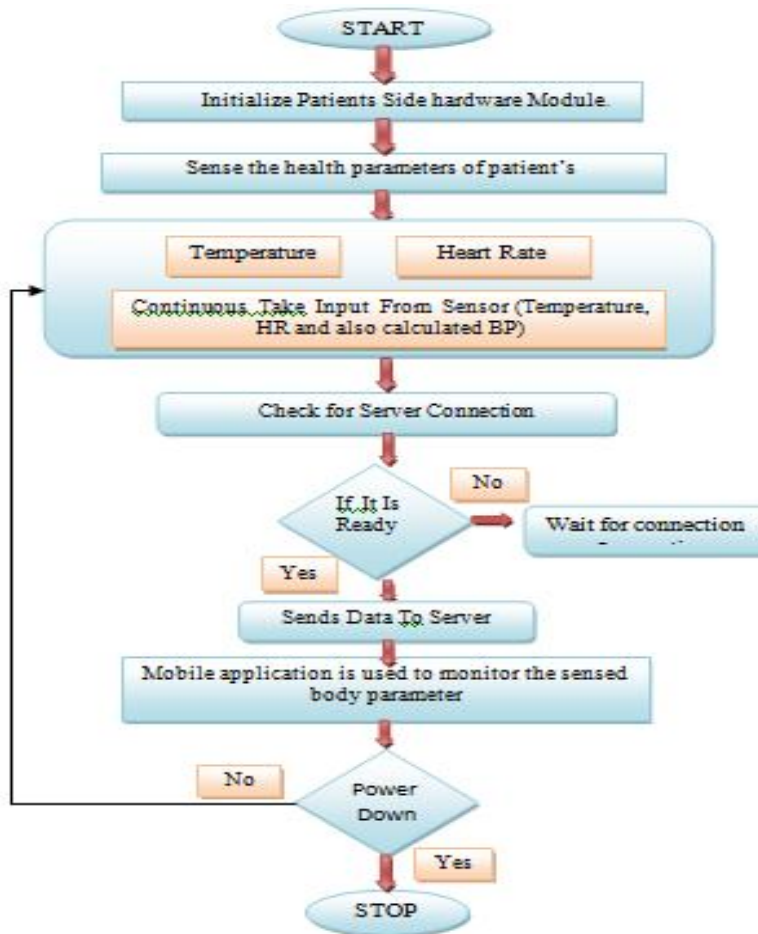 START
Initialize Patients Side hardware Module.
Sense the health parameters of patient's
Temperature
Heart Rate
Continuous Take Input From Sensor (Temperature,
HR and also calculated BP)
Check for Server Connection
If It Is
Ready
No
Wait for connection
Yes
Sends Data To Server
Mobile application is used to monitor the sensed
body parameter
No
Power
Down
Yes
STOP